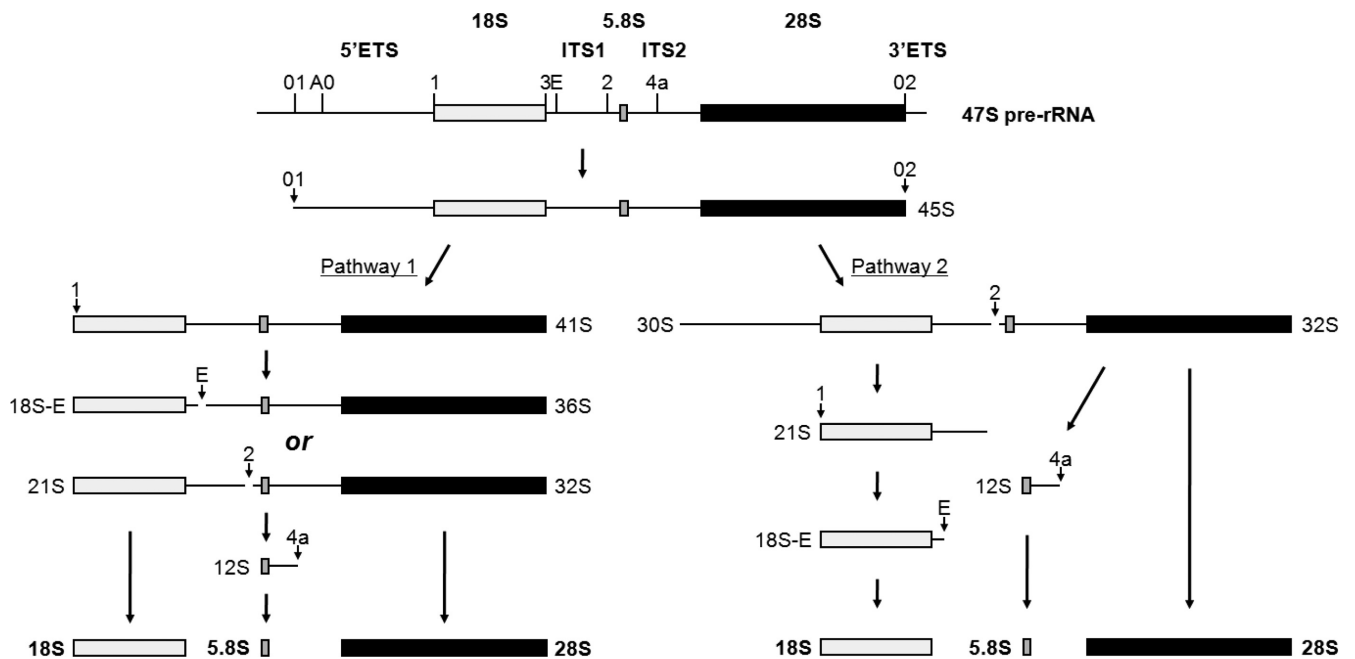 18S 5.8S 28S
5'ETS ITS1 ITS2 3'ETS
01 A0 1 3 E 2 4a 02
47S pre-rRNA
01 02
45S
Pathway 1 Pathway 2
1 2
41S 30S 32S
E
18S-E 36S
1
or 21S
2 4a
21S 32S 12S
4a E
12S 18S-E
18S 5.8S 28S 18S 5.8S 28S